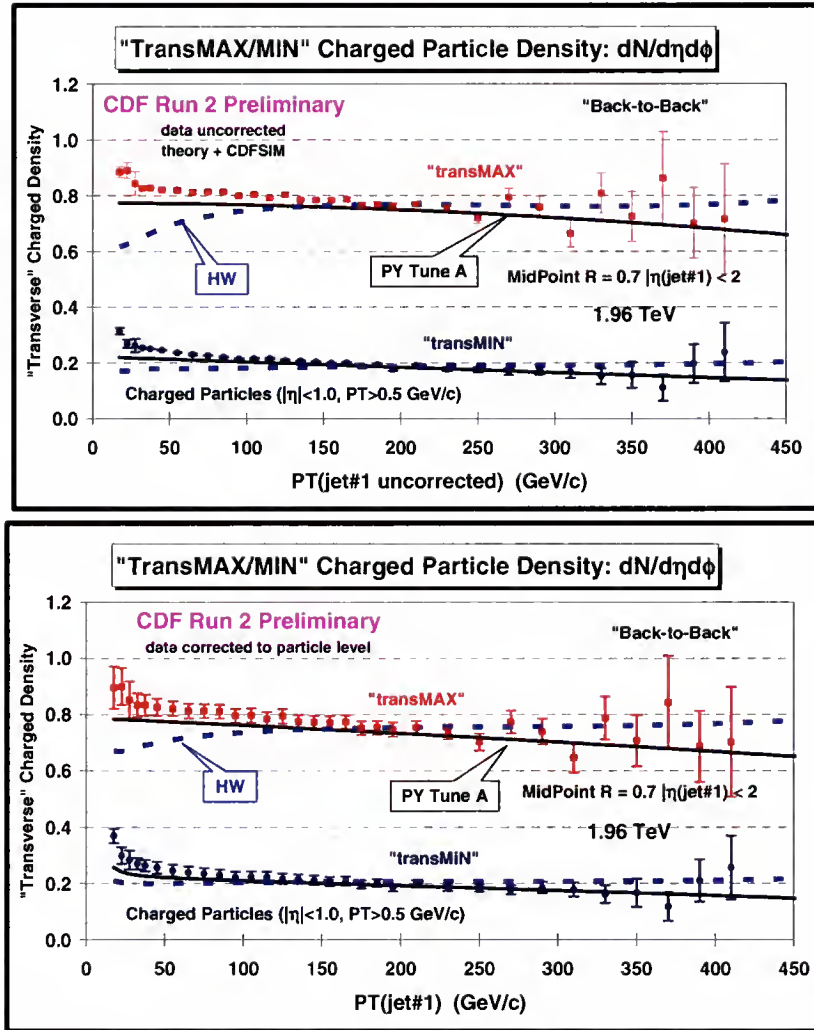 "TransMAX/MIN" Charged Particle Density: dN/dηdφ
1.2
CDF Run 2 Preliminary
"Back-to-Back"
data uncorrected
theory + CDFSIM
1.0
"transMAX"
0.8
0.6
HW
PY Tune A
MidPoint R = 0.7 |η(jet#1) < 2
0.4
1.96 TeV
"transMIN"
0.2
Charged Particles (|η|<1.0, PT>0.5 GeV/c)
0.0
"Transverse" Charged Density
0 50 100 150 200 250 300 350 400 450
PT(jet#1 uncorrected) (GeV/c)
"TransMAX/MIN" Charged Particle Density: dN/dηdφ
1.2
CDF Run 2 Preliminary
"Back-to-Back"
data corrected to particle level
1.0
"transMAX"
0.8
0.6
HW
PY Tune A
MidPoint R = 0.7 |η(jet#1) < 2
0.4
1.96 TeV
"transMIN"
0.2
Charged Particles (|η|<1.0, PT>0.5 GeV/c)
0.0
"Transverse" Charged Density
0 50 100 150 200 250 300 350 400 450
PT(jet#1) (GeV/c)